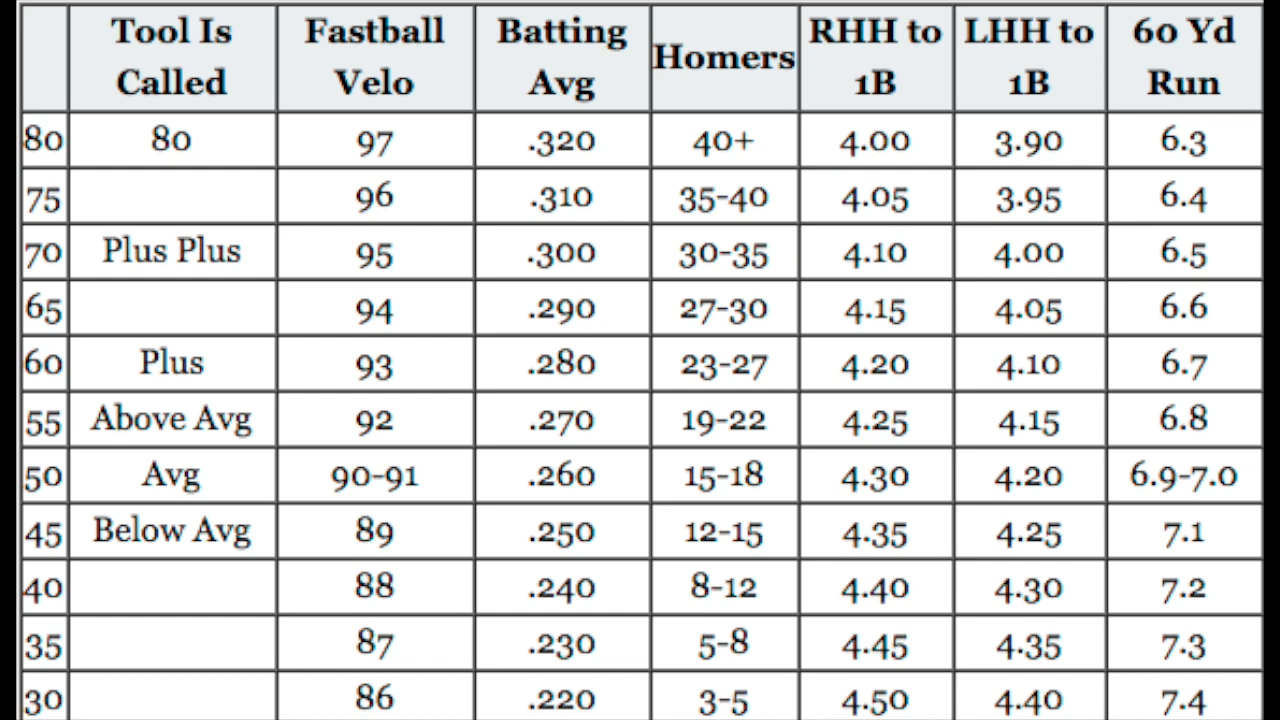 Tool Is Called Fastball Velo Batting Avg Homers RHH to 1B LHH to 1B 60 Yd Run
80 80 97 .320 40+ 4.00 3.90 6.3
75 96 .310 35-40 4.05 3.95 6.4
70 Plus Plus 95 .300 30-35 4.10 4.00 6.5
65 94 .290 27-30 4.15 4.05 6.6
60 Plus 93 .280 23-27 4.20 4.10 6.7
55 Above Avg 92 .270 19-22 4.25 4.15 6.8
50 Avg 90-91 .260 15-18 4.30 4.20 6.9-7.0
45 Below Avg 89 .250 12-15 4.35 4.25 7.1
40 88 .240 8-12 4.40 4.30 7.2
35 87 .230 5-8 4.45 4.35 7.3
30 86 .220 3-5 4.50 4.40 7.4